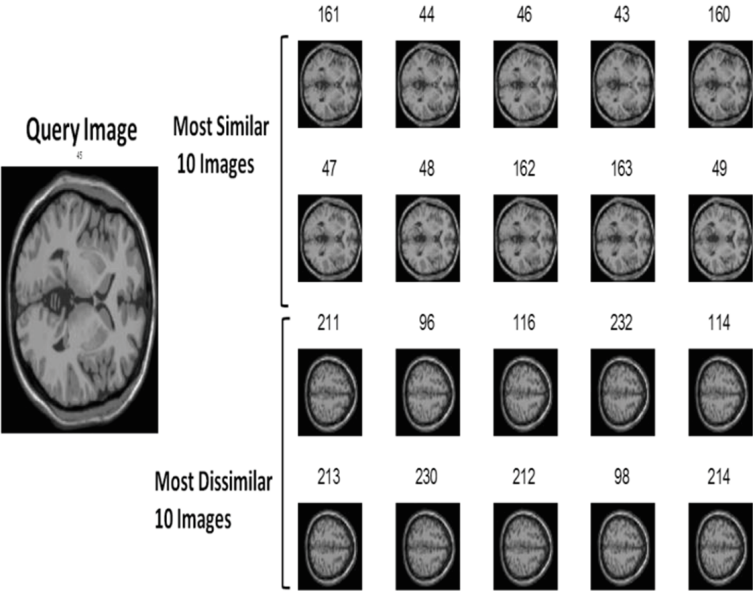 161 44 46 43 160
Query Image
45
Most Similar
10 Images
47 48 162 163 49
211 96 116 232 114
Most Dissimilar
10 Images
213 230 212 98 214